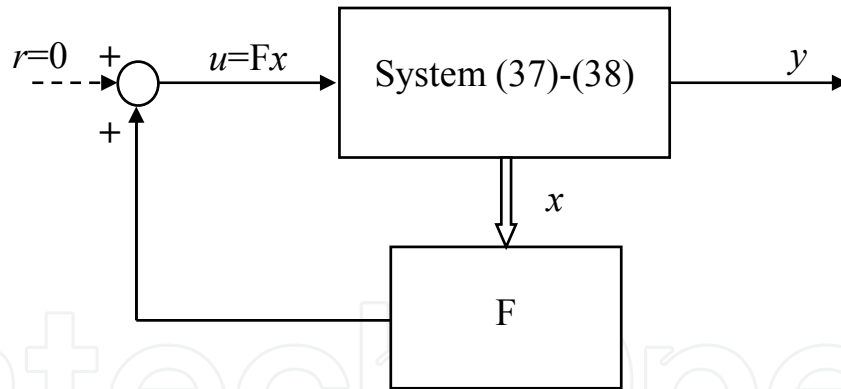 r=0
+
u=Fx
System (37)-(38)
y
+
x
F